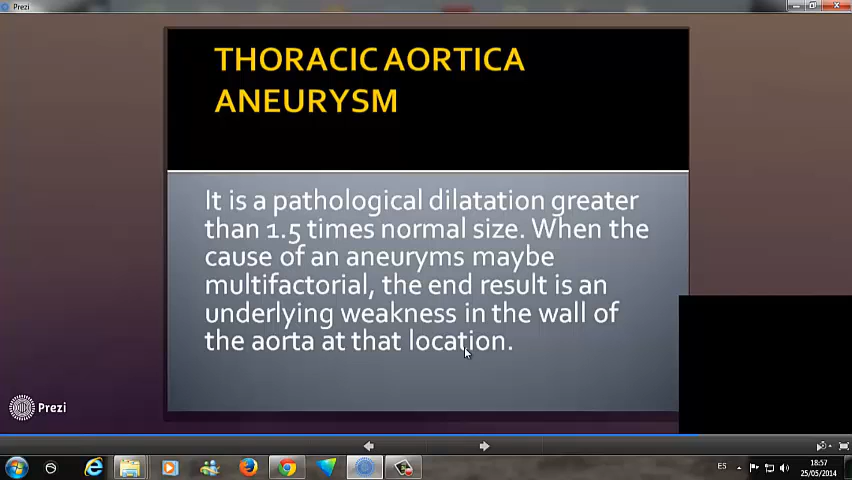 Prezi
THORACIC AORTICA
ANEURYSM
It is a pathological dilatation greater
than 1.5 times normal size. When the
cause of an aneuryms maybe
multifactorial, the end result is an
underlying weakness in the wall of
the aorta at that location.
Prezi
ES
18:57
25/05/2014